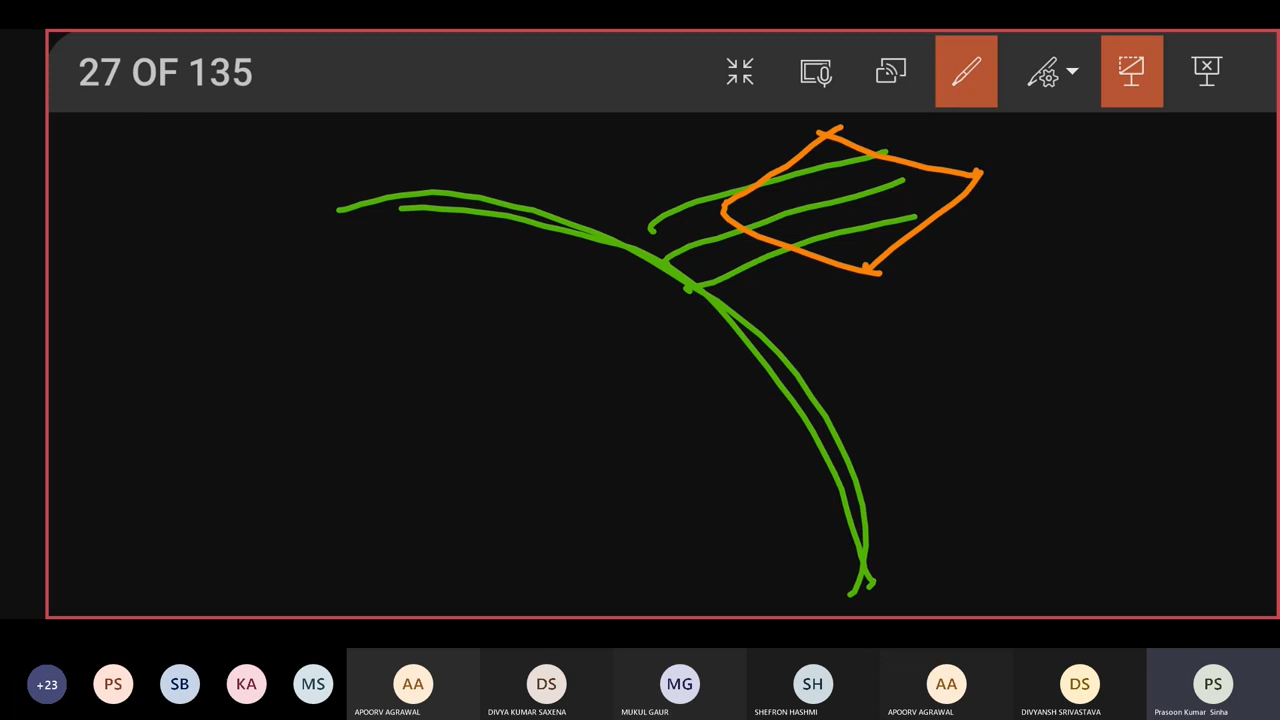 27 OF 135
+23 PS SB KA MS AA DS MG SH AA DS PS
APOORV AGRAWAL DIVYA KUMAR SAXENA MUKUL GAUR SHEFRON HASHMI APOORV AGRAWAL DIVYANSH SRIVASTAVA Prasoon Kumar Sinha